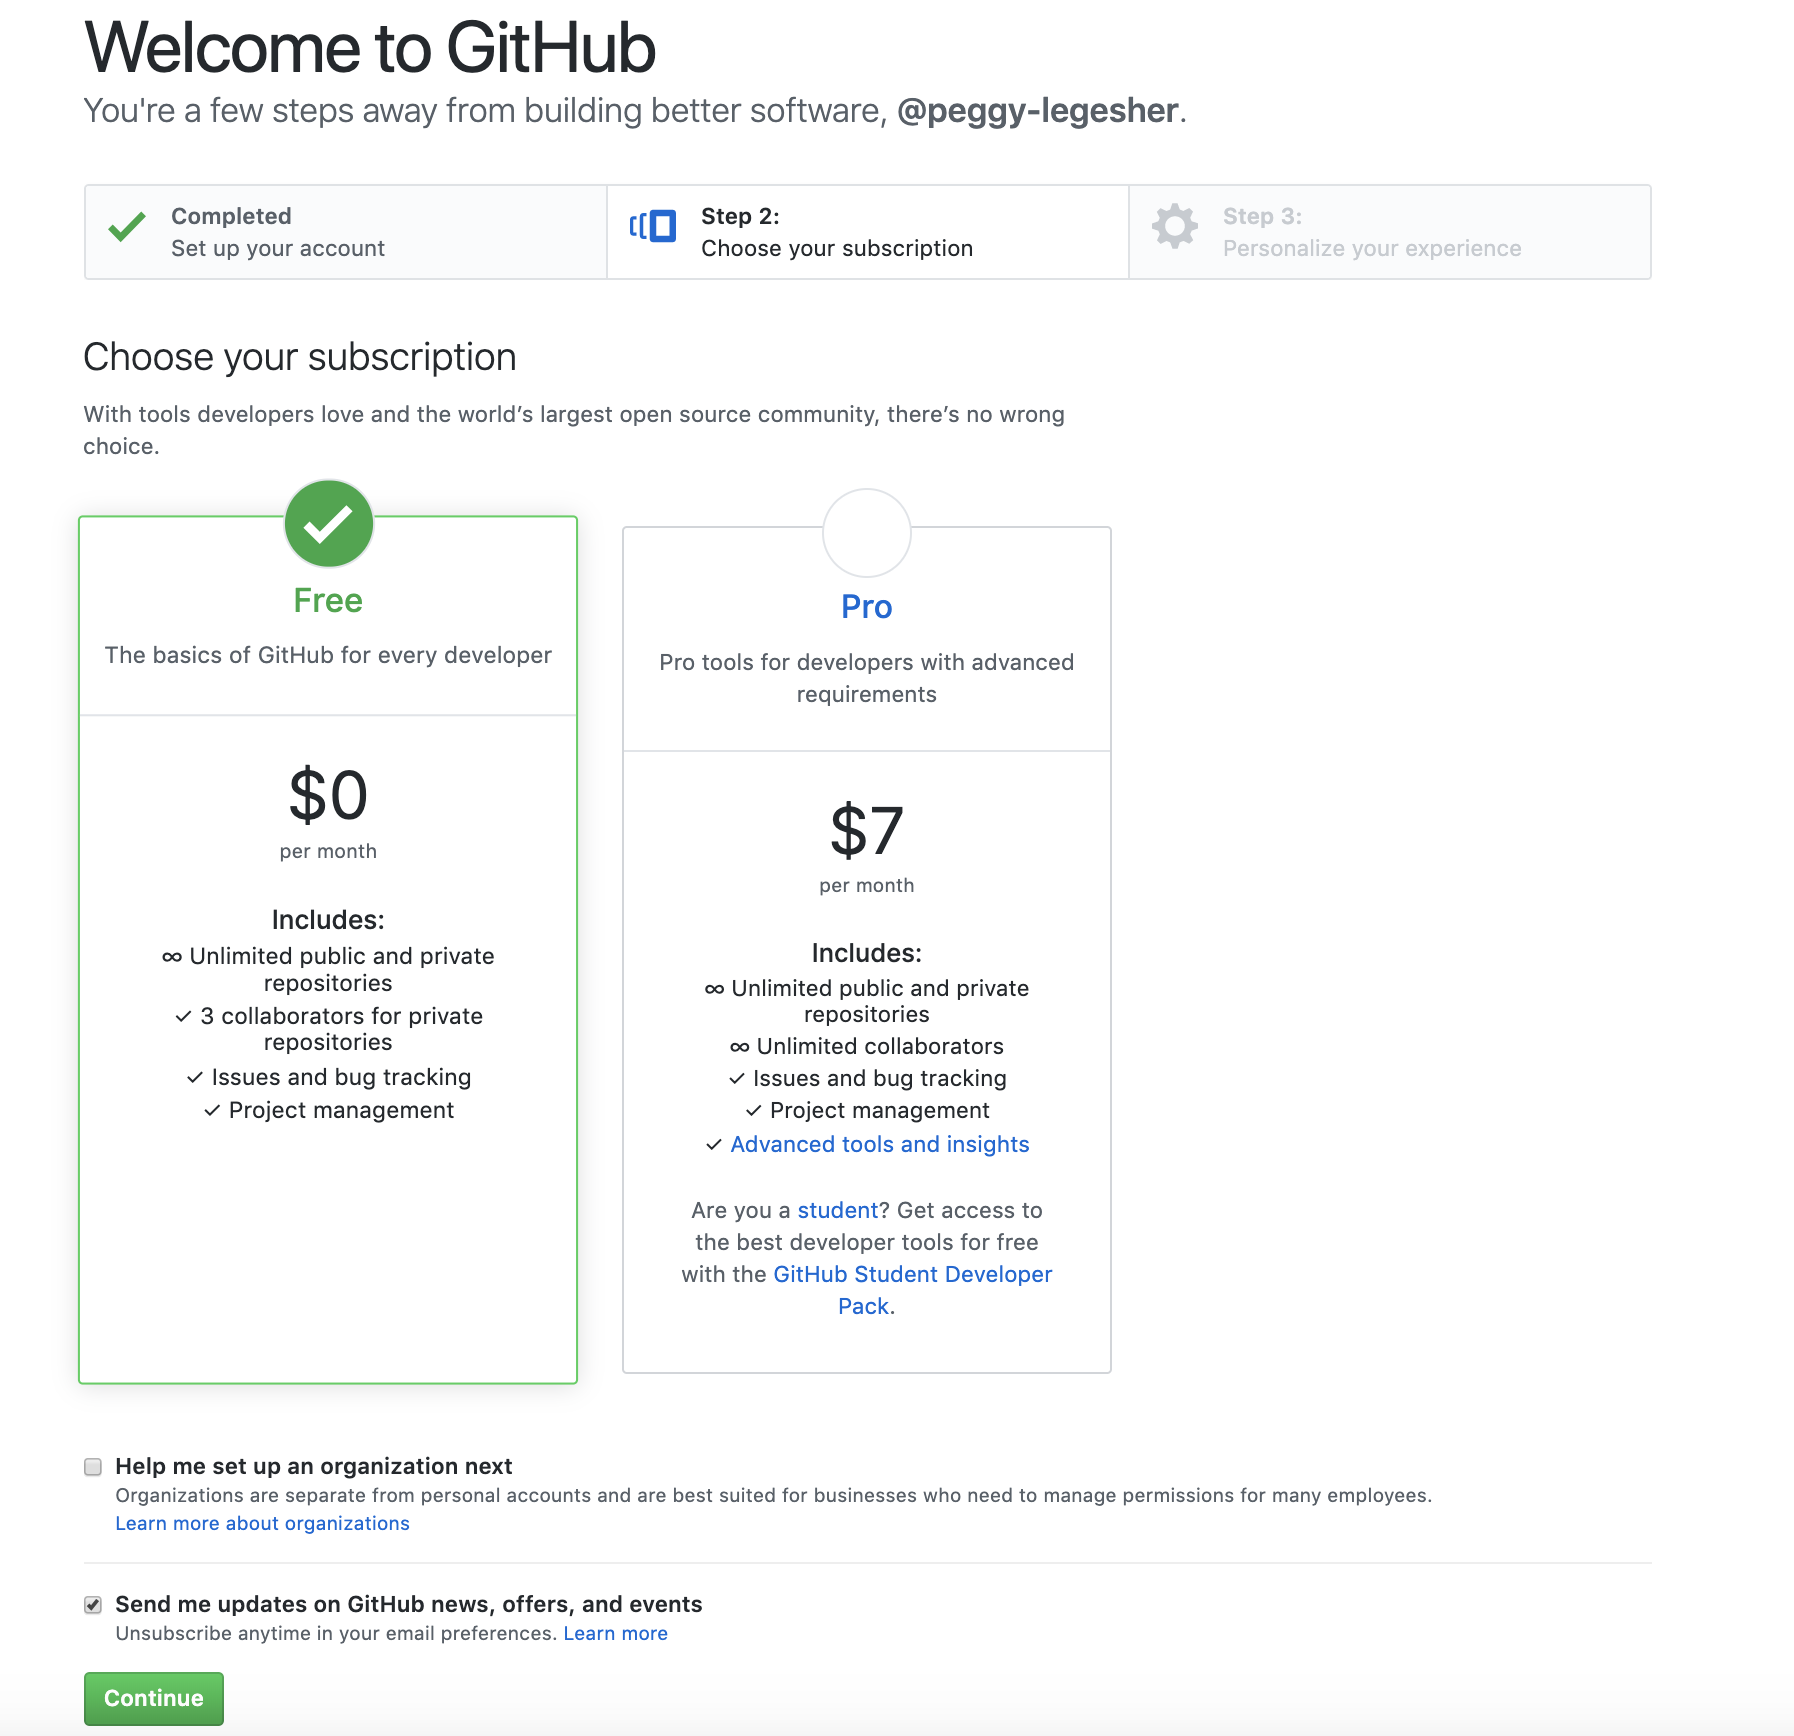 Welcome to GitHub
You're a few steps away from building better software, @peggy-legesher.
Completed
Set up your account
Step 2:
Choose your subscription
Step 3:
Personalize your experience
Choose your subscription
With tools developers love and the world’s largest open source community, there’s no wrong
choice.
Free
The basics of GitHub for every developer
$0
per month
Includes:
∞ Unlimited public and private
repositories
✓ 3 collaborators for private
repositories
✓ Issues and bug tracking
✓ Project management
Pro
Pro tools for developers with advanced
requirements
$7
per month
Includes:
∞ Unlimited public and private
repositories
∞ Unlimited collaborators
✓ Issues and bug tracking
✓ Project management
✓ Advanced tools and insights
Are you a student? Get access to
the best developer tools for free
with the GitHub Student Developer
Pack.
Help me set up an organization next
Organizations are separate from personal accounts and are best suited for businesses who need to manage permissions for many employees.
Learn more about organizations
Send me updates on GitHub news, offers, and events
Unsubscribe anytime in your email preferences. Learn more
Continue